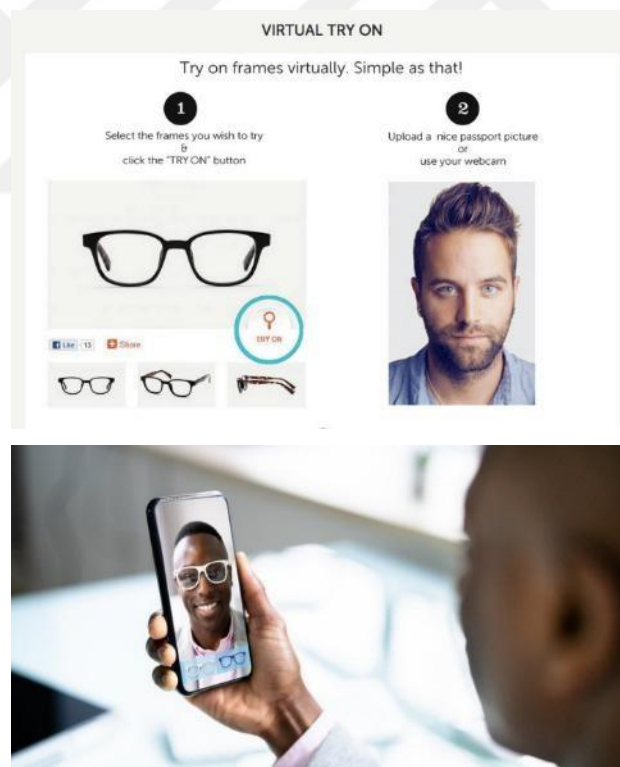 VIRTUAL TRY ON
Try on frames virtually. Simple as that!
1
Select the frames you wish to try
&
click the "TRY ON" button
2
Upload a nice passport picture
or
use your webcam
TRY ON
Like 13
Share